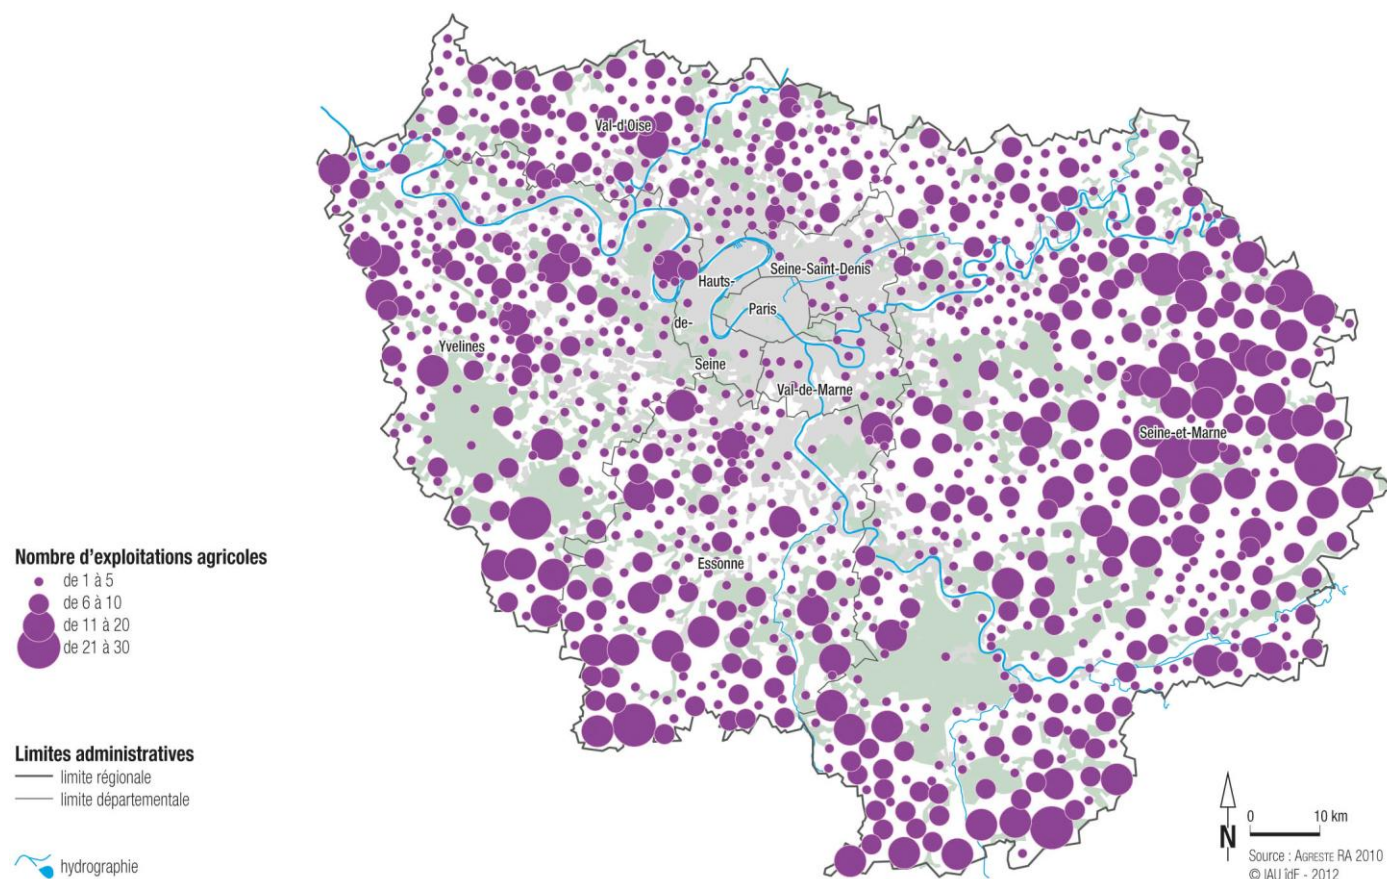 Val-d'Oise
Seine-Saint-Denis
Hauts-
Paris
de-
Yvelines
Seine
Val-de-Marne
Seine-et-Marne
Essonne
Nombre d'exploitations agricoles
de 1 à 5
de 6 à 10
de 11 à 20
de 21 à 30
Limites administratives
limite régionale
limite départementale
hydrographie
N
0 10 km
Source : AGRESTE RA 2010
© IAU îdF - 2012